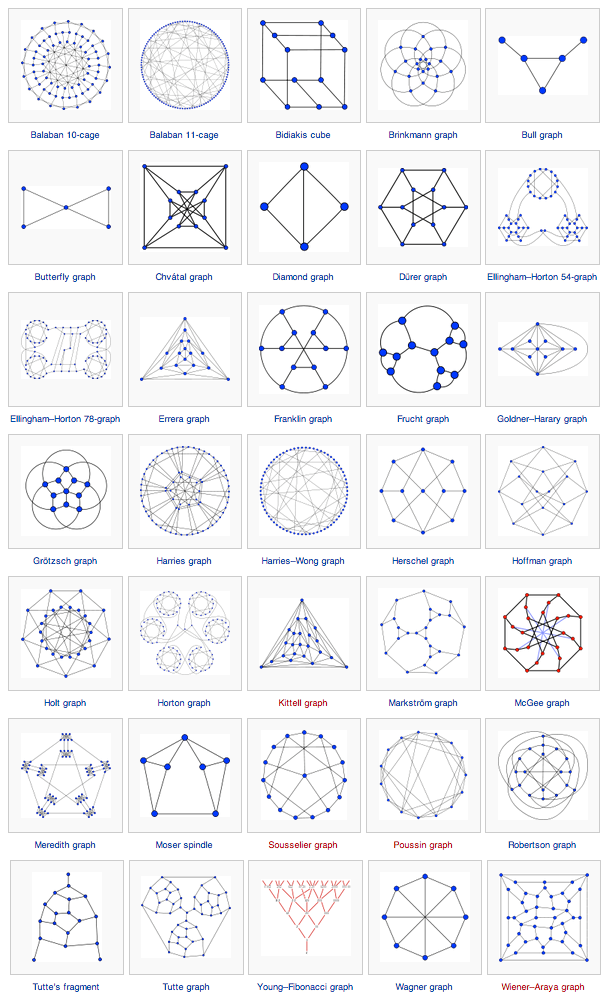 Balaban 10-cage
Balaban 11-cage
Bidiakis cube
Brinkmann graph
Bull graph
Butterfly graph
Chvátal graph
Diamond graph
Dürer graph
Ellingham–Horton 54-graph
Ellingham–Horton 78-graph
Errera graph
Franklin graph
Frucht graph
Goldner–Harary graph
Grötzsch graph
Harries graph
Harries–Wong graph
Herschel graph
Hoffman graph
Holt graph
Horton graph
Kittell graph
Markström graph
McGee graph
Meredith graph
Moser spindle
Sousselier graph
Poussin graph
Robertson graph
Tutte's fragment
Tutte graph
Young–Fibonacci graph
Wagner graph
Wiener–Araya graph